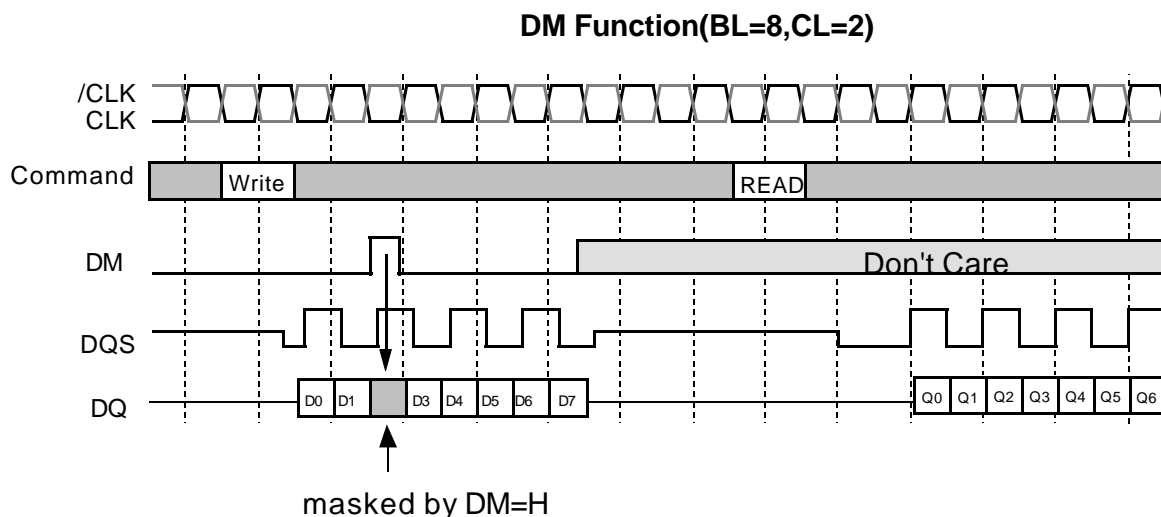 DM Function(BL=8,CL=2)
/CLK
CLK
Command
Write
READ
DM
Don't Care
DQS
DQ
D0 D1 D3 D4 D5 D6 D7
Q0 Q1 Q2 Q3 Q4 Q5 Q6
masked by DM=H